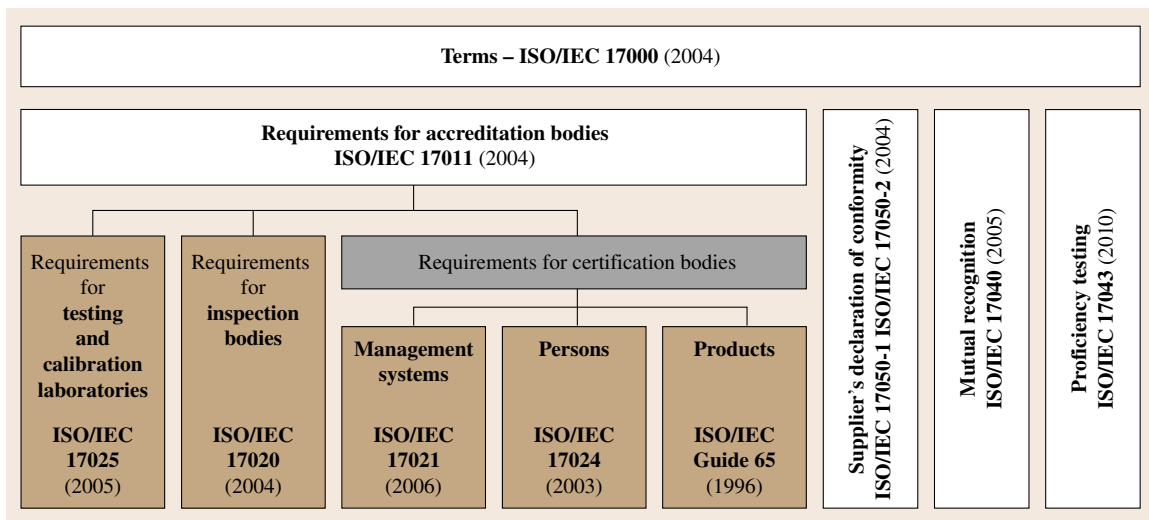 Terms – ISO/IEC 17000 (2004)
Requirements for accreditation bodies
ISO/IEC 17011 (2004)
Requirements
for
testing
and
calibration
laboratories
ISO/IEC
17025
(2005)
Requirements
for
inspection
bodies
ISO/IEC
17020
(2004)
Requirements for certification bodies
Management
systems
ISO/IEC
17021
(2006)
Persons
ISO/IEC
17024
(2003)
Products
ISO/IEC
Guide 65
(1996)
Supplier’s declaration of conformity
ISO/IEC 17050-1 ISO/IEC 17050-2 (2004)
Mutual recognition
ISO/IEC 17040 (2005)
Proficiency testing
ISO/IEC 17043 (2010)